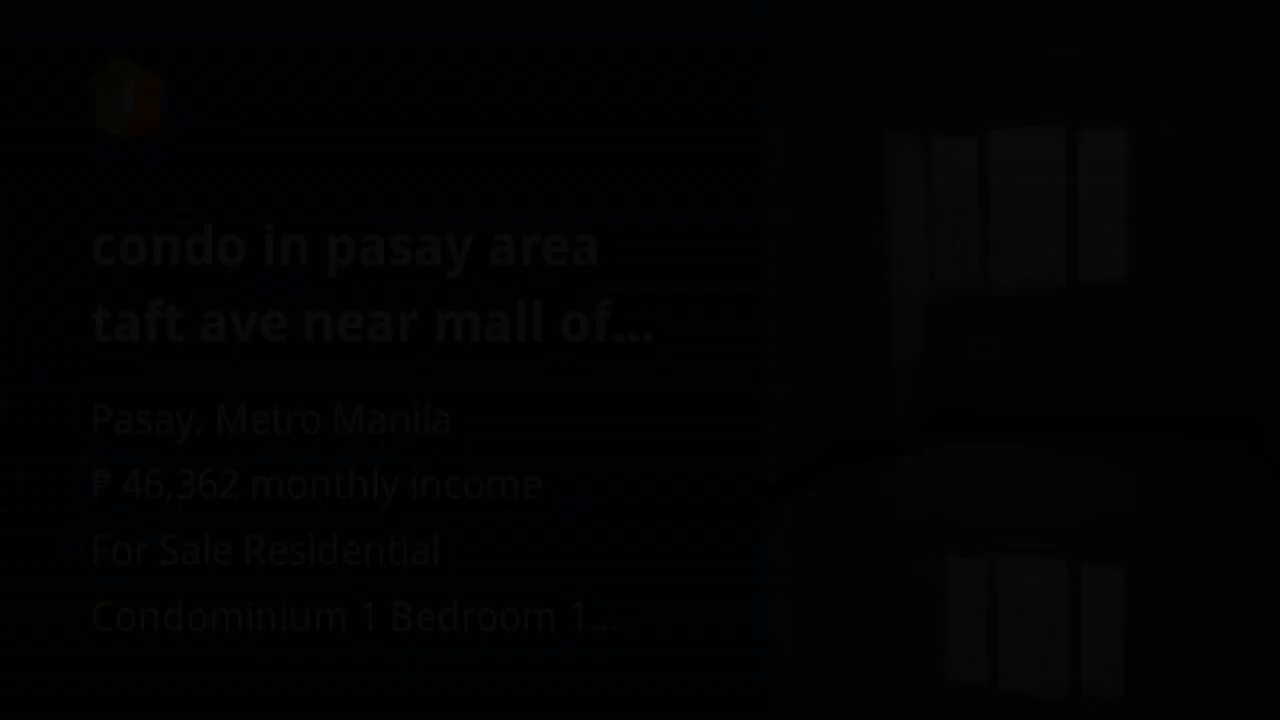 condo in pasay area
taft ave near mall of...
Pasay, Metro Manila
₱ 46,362 monthly income
For Sale Residential
Condominium 1 Bedroom 1...